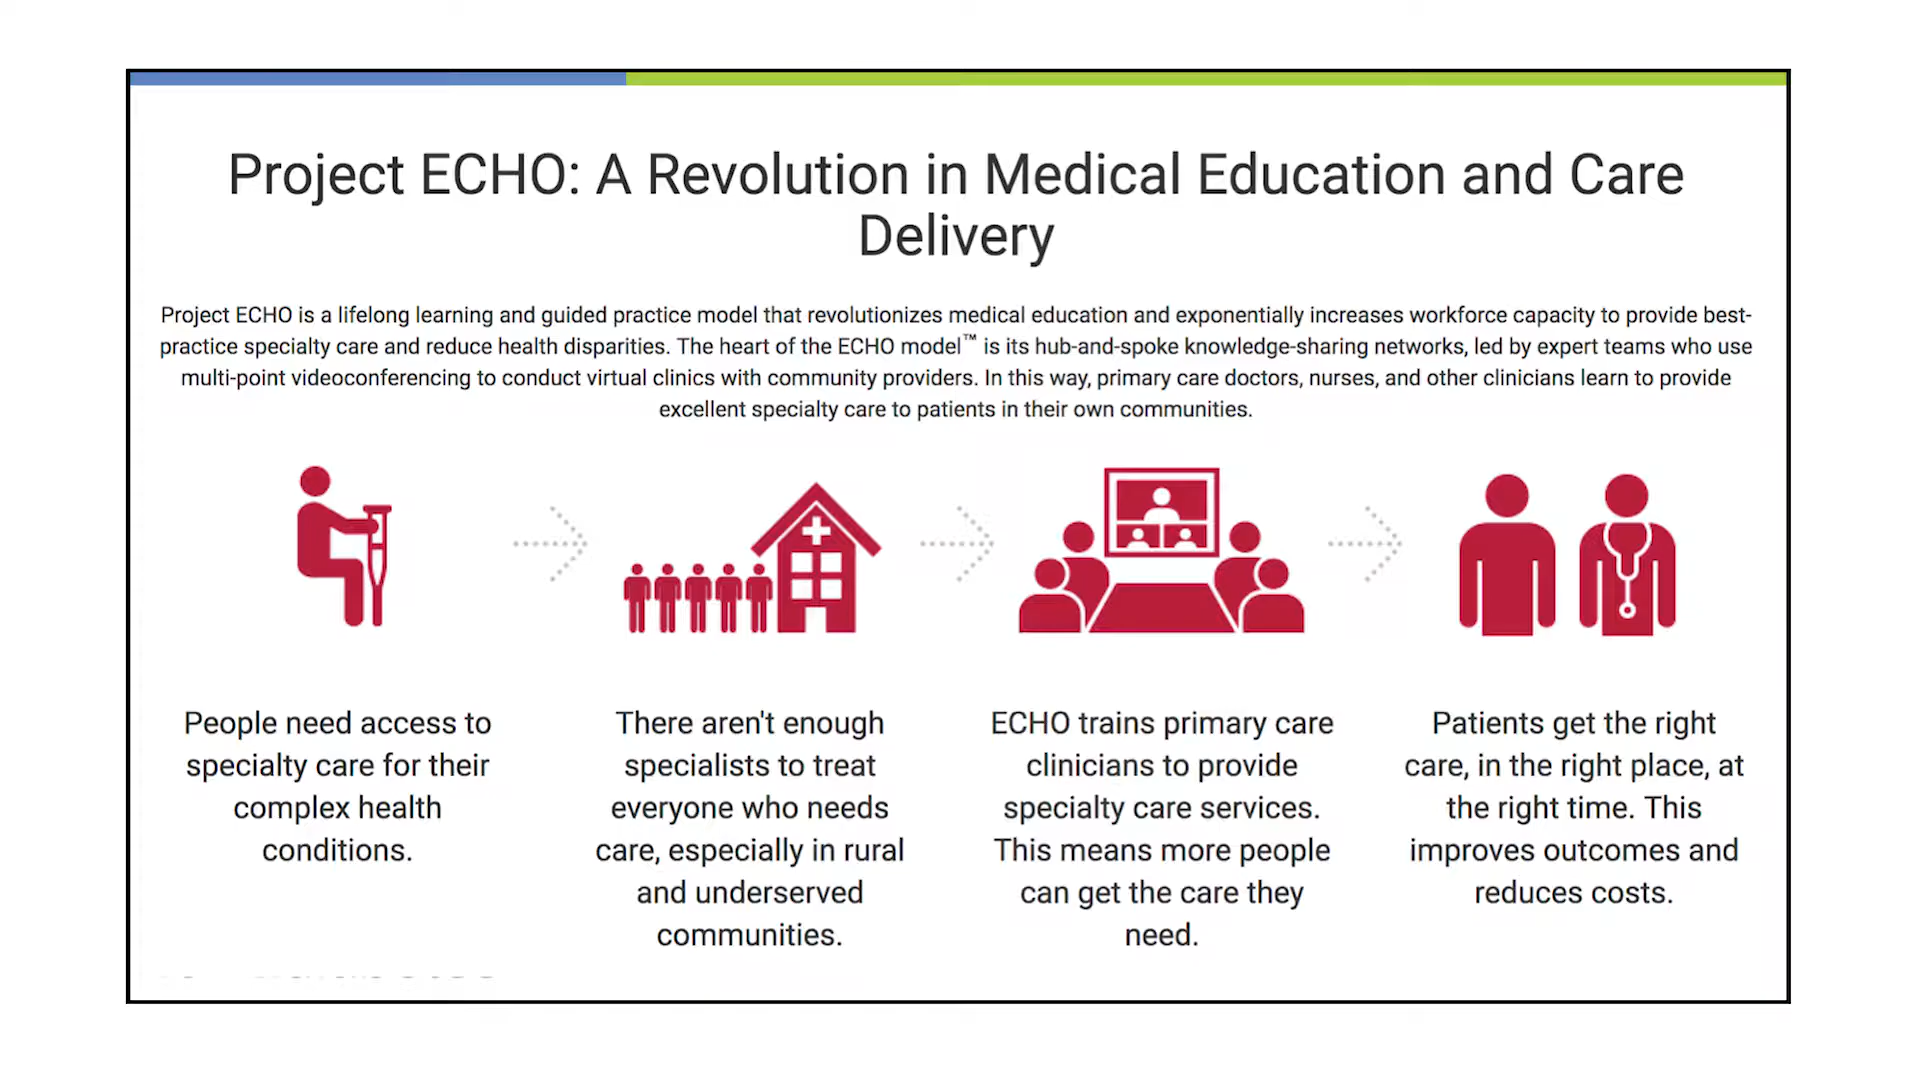 Project ECHO: A Revolution in Medical Education and Care
Delivery
Project ECHO is a lifelong learning and guided practice model that revolutionizes medical education and exponentially increases workforce capacity to provide best-
practice specialty care and reduce health disparities. The heart of the ECHO model™ is its hub-and-spoke knowledge-sharing networks, led by expert teams who use
multi-point videoconferencing to conduct virtual clinics with community providers. In this way, primary care doctors, nurses, and other clinicians learn to provide
excellent specialty care to patients in their own communities.
People need access to
specialty care for their
complex health
conditions.
There aren't enough
specialists to treat
everyone who needs
care, especially in rural
and underserved
communities.
ECHO trains primary care
clinicians to provide
specialty care services.
This means more people
can get the care they
need.
Patients get the right
care, in the right place, at
the right time. This
improves outcomes and
reduces costs.